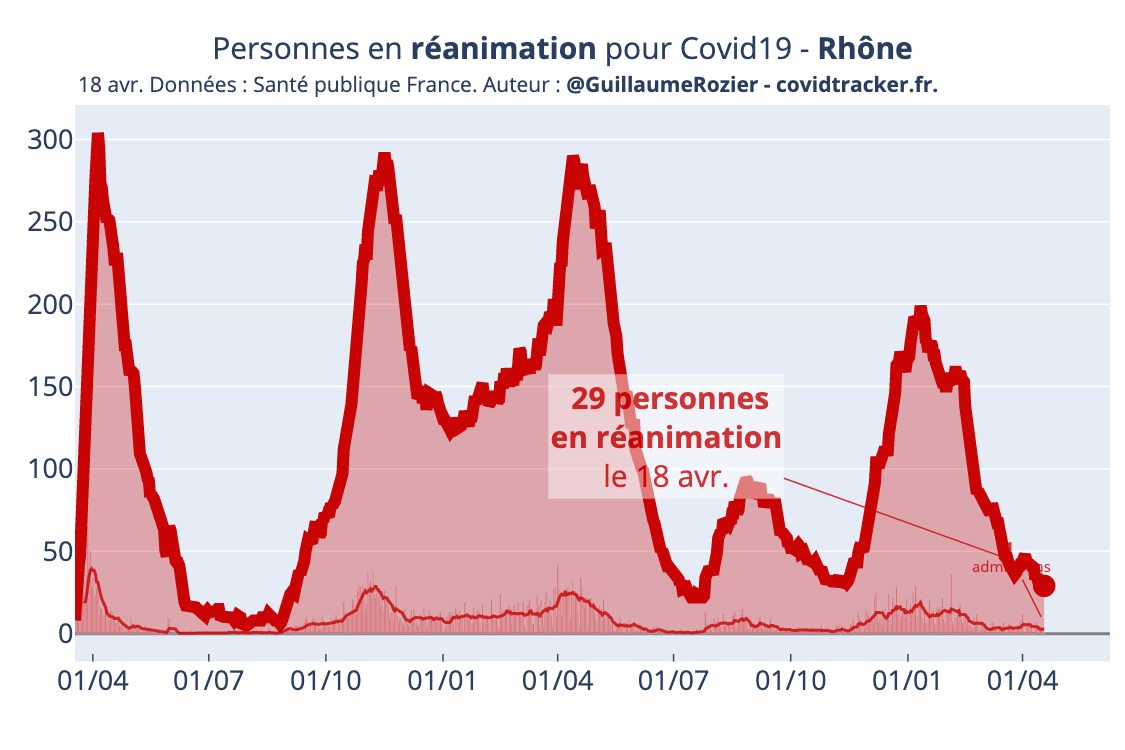 Personnes en réanimation pour Covid19 - Rhône
18 avr. Données : Santé publique France. Auteur : @GuillaumeRozier - covidtracker.fr.
300
250
200
150
100
50
0
29 personnes
en réanimation
le 18 avr.
01/04 01/07 01/10 01/01 01/04 01/07 01/10 01/01 01/04